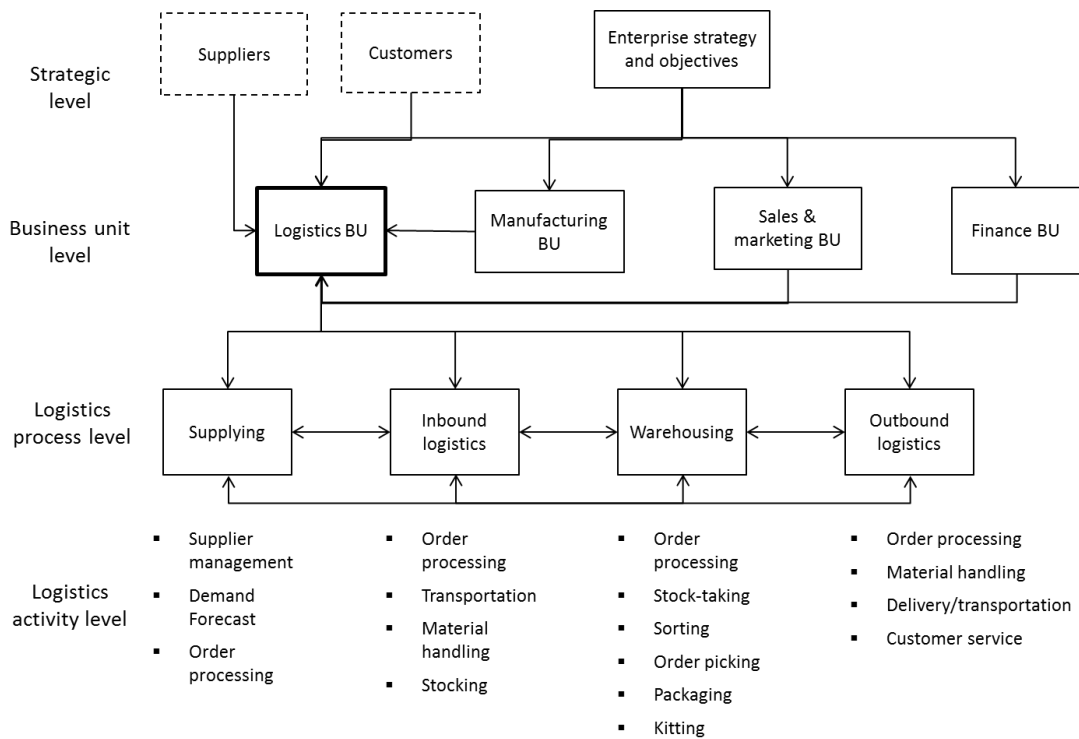 Strategic
level
Suppliers
Customers
Enterprise strategy
and objectives
Business unit
level
Logistics BU
Manufacturing
BU
Sales &
marketing BU
Finance BU
Logistics
process level
Supplying
Inbound
logistics
Warehousing
Outbound
logistics
Logistics
activity level
▪ Supplier
management
▪ Demand
Forecast
▪ Order
processing
▪ Order
processing
▪ Transportation
▪ Material
handling
▪ Stocking
▪ Order
processing
▪ Stock-taking
▪ Sorting
▪ Order picking
▪ Packaging
▪ Kitting
▪ Order processing
▪ Material handling
▪ Delivery/transportation
▪ Customer service